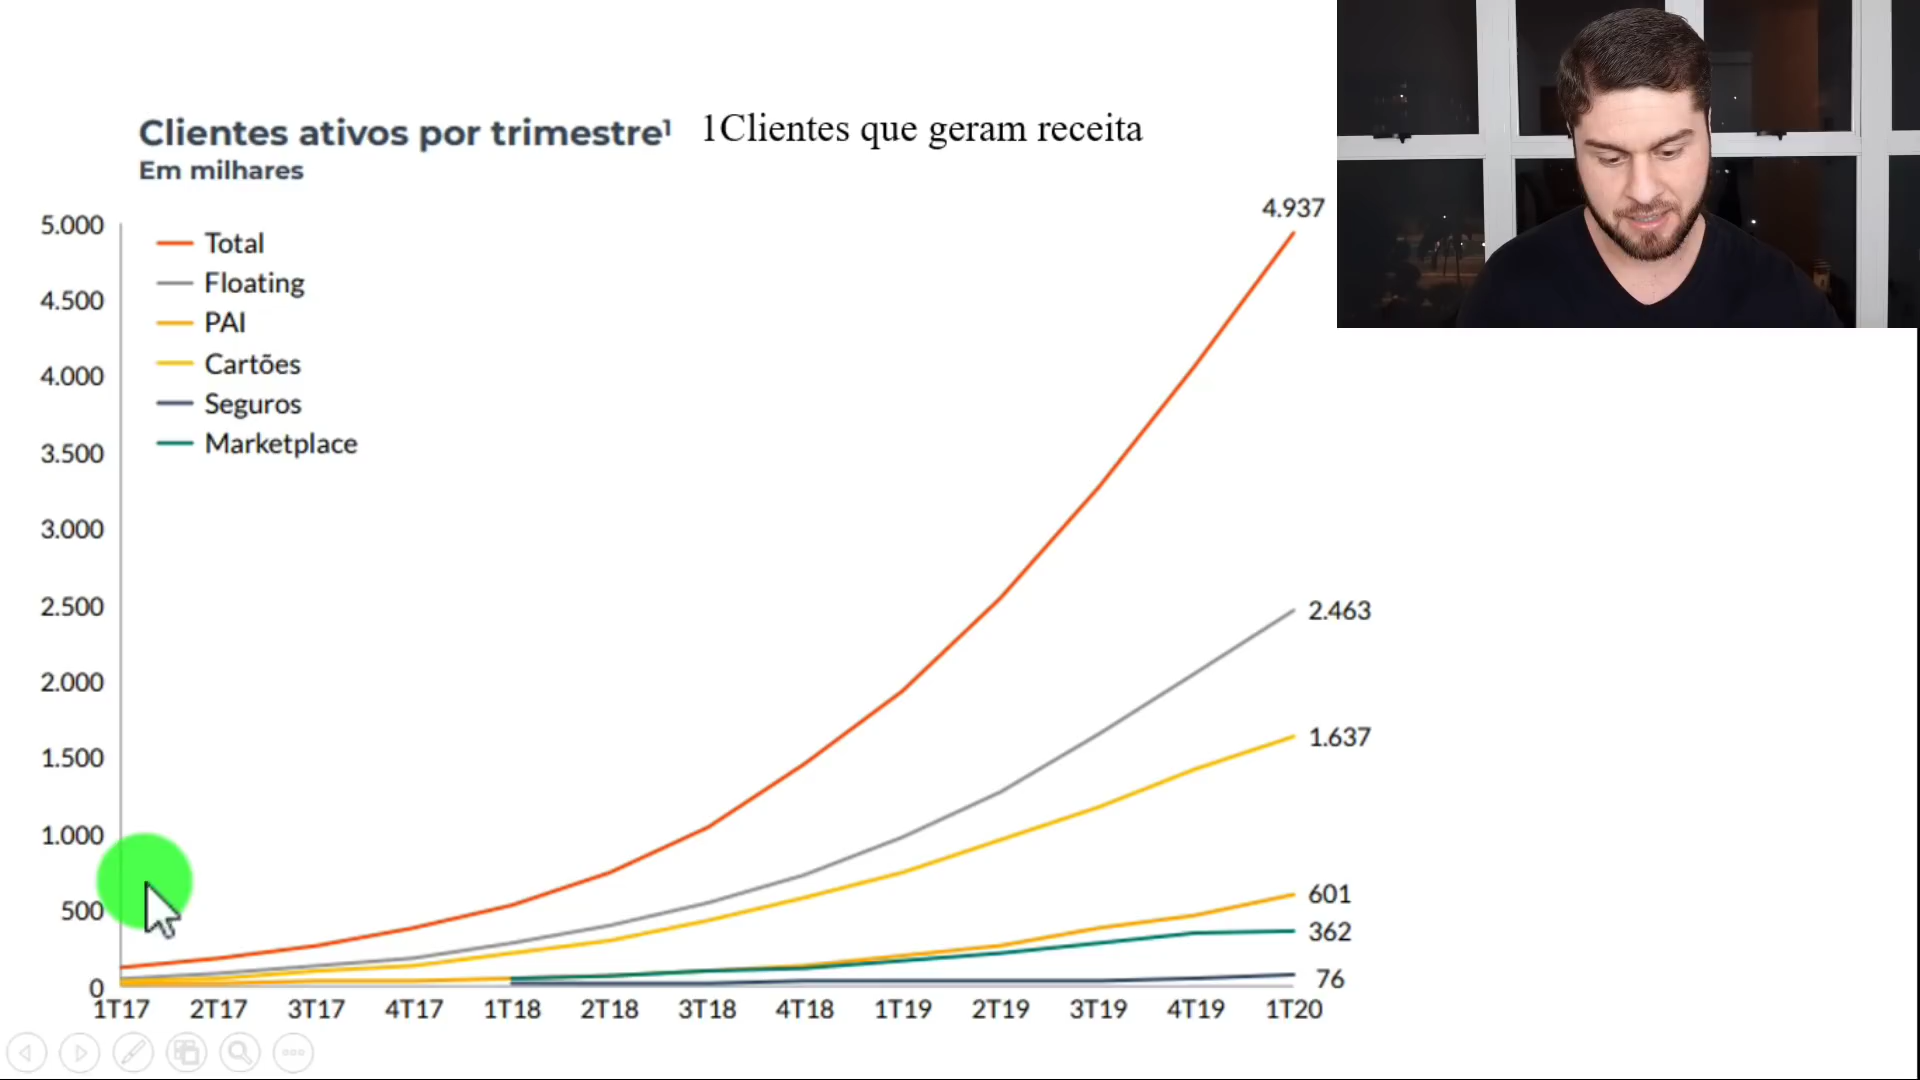 Clientes ativos por trimestre¹ 1Clientes que geram receita
Em milhares
5.000
4.500
4.000
3.500
3.000
2.500
2.000
1.500
1.000
500
0
Total
Floating
PAI
Cartões
Seguros
Marketplace
4.937
2.463
1.637
601
362
76
1T17 2T17 3T17 4T17 1T18 2T18 3T18 4T18 1T19 2T19 3T19 4T19 1T20